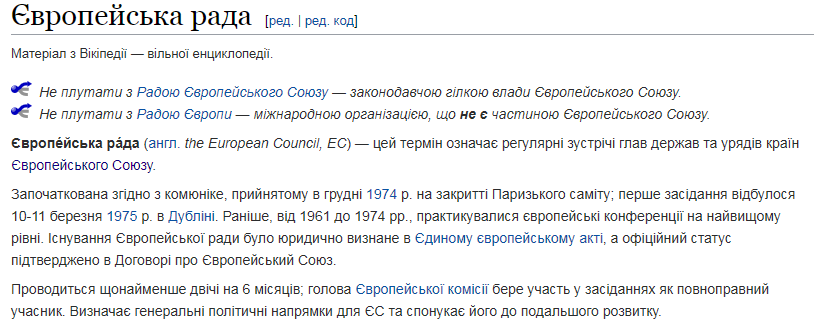 Європейська рада [ред. | ред. код]
Матеріал з Вікіпедії — вільної енциклопедії.
Не плутати з Радою Європейського Союзу — законодавчою гілкою влади Європейського Союзу.
Не плутати з Радою Європи — міжнародною організацією, що не є частиною Європейського Союзу.
Європе́йська ра́да (англ. the European Council, EC) — цей термін означає регулярні зустрічі глав держав та урядів країн
Європейського Союзу.
Започаткована згідно з комюніке, прийнятому в грудні 1974 р. на закритті Паризького саміту; перше засідання відбулося
10-11 березня 1975 р. в Дубліні. Раніше, від 1961 до 1974 рр., практикувалися європейські конференції на найвищому
рівні. Існування Європейської ради було юридично визнане в Єдиному європейському акті, а офіційний статус
підтверджено в Договорі про Європейський Союз.
Проводиться щонайменше двічі на 6 місяців; голова Європейської комісії бере участь у засіданнях як повноправний
учасник. Визначає генеральні політичні напрямки для ЄС та спонукає його до подальшого розвитку.